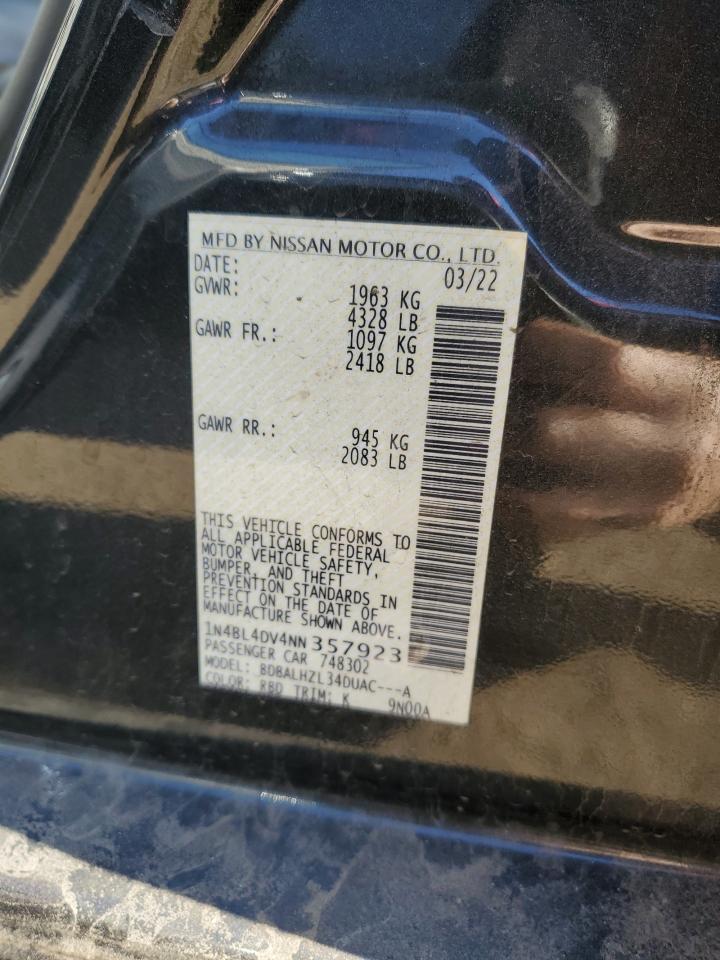 MFD BY NISSAN MOTOR CO., LTD.
DATE: 03/22
GVWR: 1963 KG
4328 LB
GAWR FR.: 1097 KG
2418 LB
GAWR RR.: 945 KG
2083 LB
THIS VEHICLE CONFORMS TO
ALL APPLICABLE FEDERAL
MOTOR VEHICLE SAFETY,
BUMPER, AND THEFT
PREVENTION STANDARDS IN
EFFECT ON THE DATE OF
MANUFACTURE SHOWN ABOVE.
1N4BL4DV4NN357923
PASSENGER CAR 748302
MODEL: BDBALHZL34DUAC---A
COLOR: RBD TRIM: K 9N00A